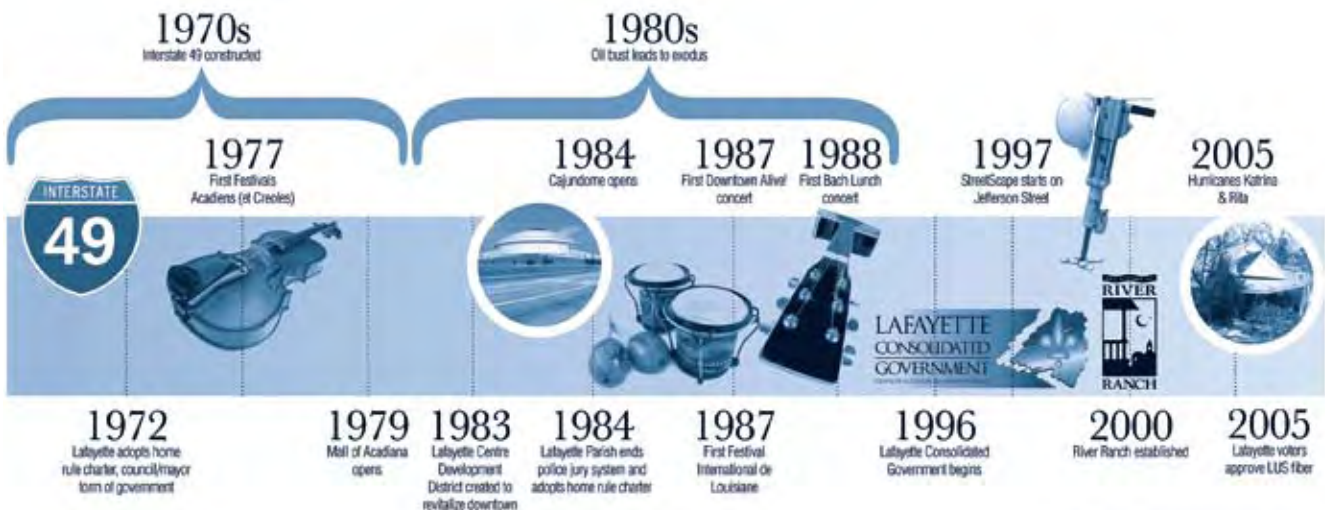 1970s
Interstate 49 constructed
1980s
Oil bust leads to exodus
1977
First Festivals
Acadiens (et Creoles)
1984
Cajundome opens
1987
First Downtown Alive!
concert
1988
First Bach Lunch
concert
1997
StreetScape starts on
Jefferson Street
2005
Hurricanes Katrina
& Rita
INTERSTATE
49
LAFAYETTE
CONSOLIDATED
GOVERNMENT
RIVER
RANCH
1972
Lafayette adopts home
rule charter, council/mayor
form of government
1979
Mall of Acadiana
opens
1983
Lafayette Centre
Development
District created to
revitalize downtown
1984
Lafayette Parish ends
police jury system and
adopts home rule charter
1987
First Festival
International de
Louisiane
1996
Lafayette Consolidated
Government begins
2000
River Ranch established
2005
Lafayette voters
approve LUS fiber